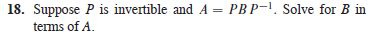 18. Suppose P is invertible and A = PBP⁻¹. Solve for B in
terms of A.